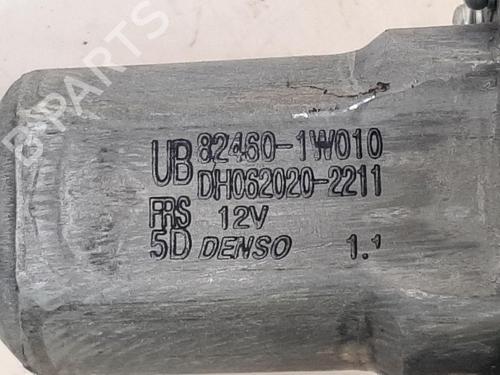 UB 82460-1W010
DH062020-2211
FRS 12V
5D DENSO 1.1
B-PARTS